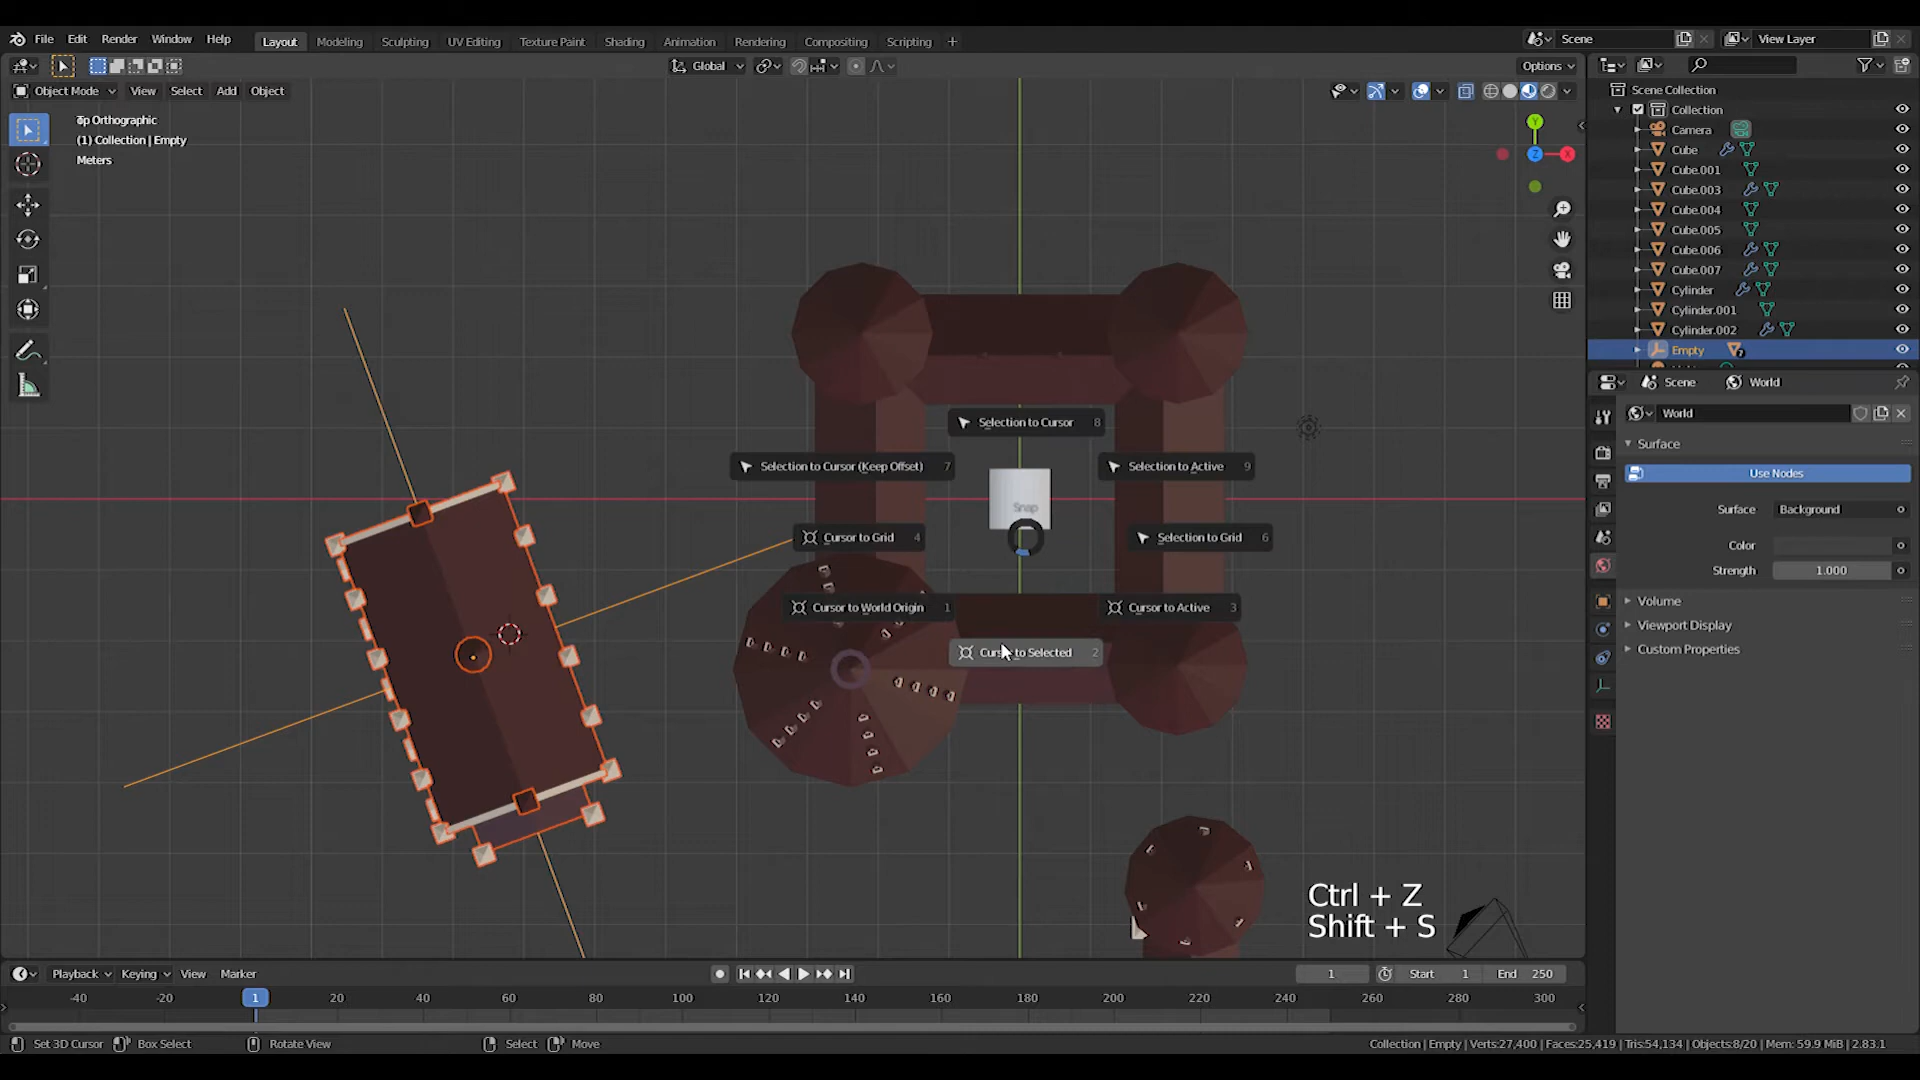 File Edit Render Window Help
Layout Modeling Sculpting UV Editing Texture Paint Shading Animation Rendering Compositing Scripting +
Scene View Layer
Global
Options
Object Mode View Select Add Object
Top Orthographic
(1) Collection | Empty
Meters
Y
Z
X
Selection to Cursor 8
Selection to Cursor (Keep Offset) 7
Selection to Active 9
Snap
Cursor to Grid 4
Selection to Grid 6
Cursor to World Origin 1
Cursor to Active 3
Cursor to Selected 2
Ctrl + Z
Shift + S
Scene Collection
Collection
Camera
Cube
Cube.001
Cube.003
Cube.004
Cube.005
Cube.006
Cube.007
Cylinder
Cylinder.001
Cylinder.002
Empty 7
Scene World
World
Surface
Use Nodes
Surface Background
Color
Strength 1.000
Volume
Viewport Display
Custom Properties
Playback Keying View Marker
1 Start 1 End 250
-40 -20 1 20 40 60 80 100 120 140 160 180 200 220 240 260 280 300
Set 3D Cursor Box Select Rotate View Select Move
Collection | Empty | Verts:27,400 | Faces:25,419 | Tris:54,134 | Objects:8/20 | Mem: 59.9 MiB | 2.83.1